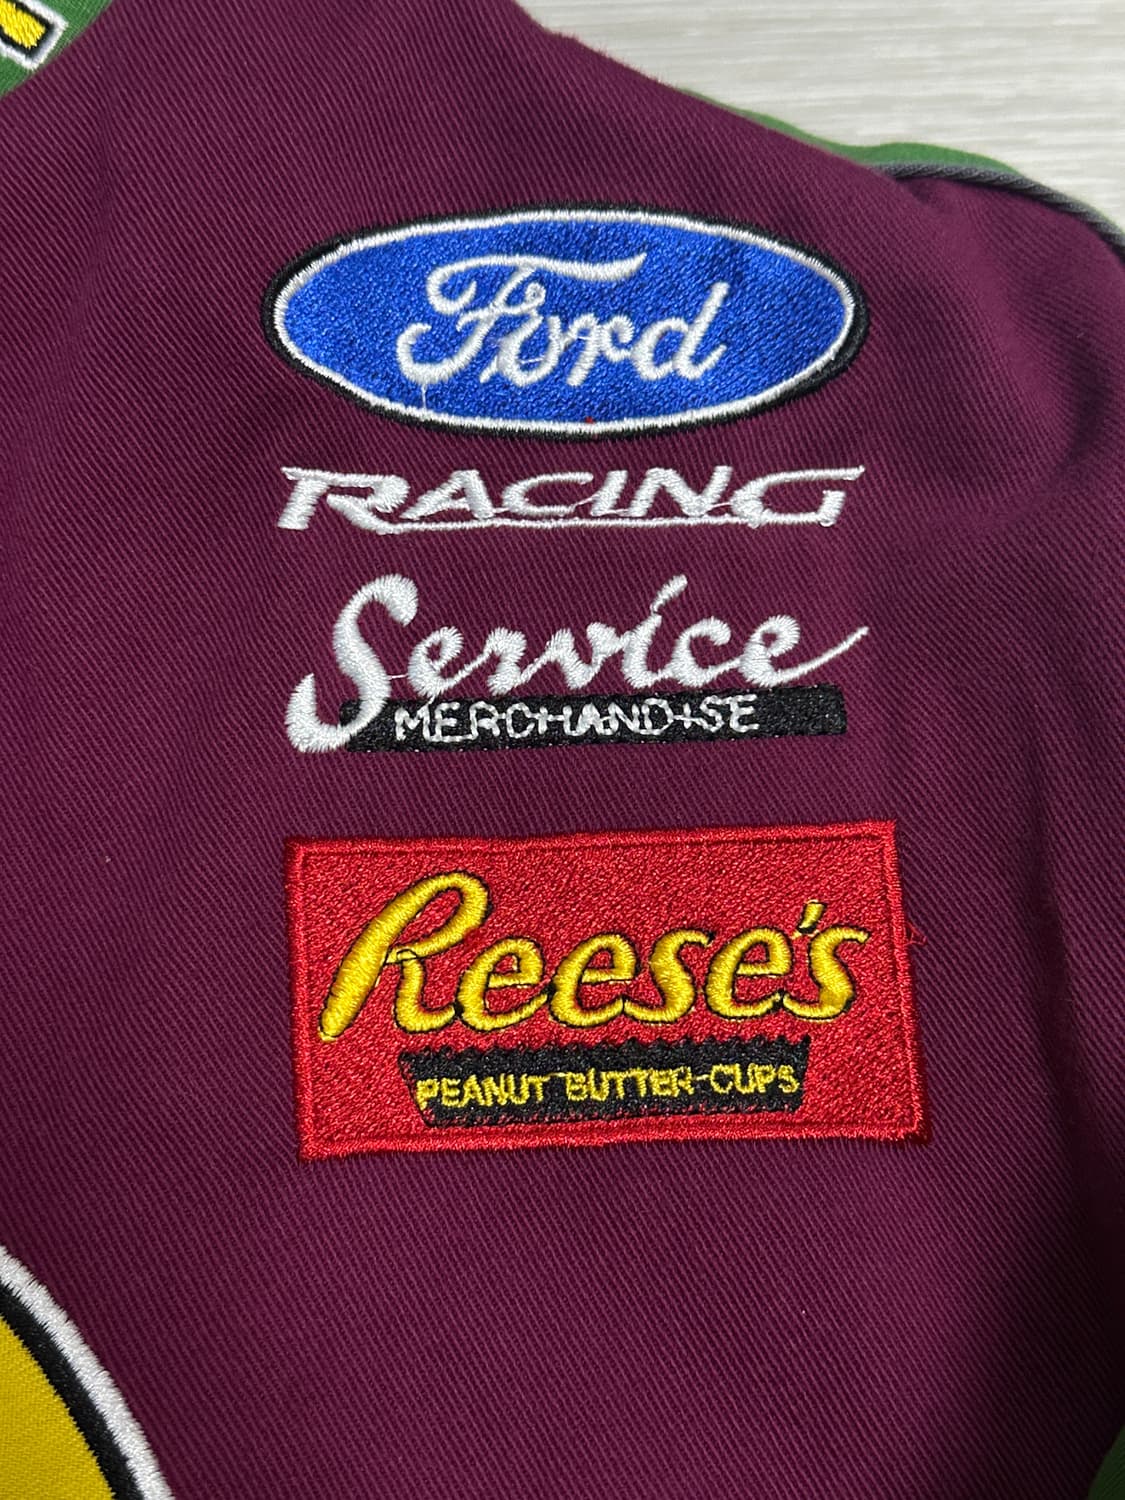 Ford
RACING
Service
MERCHANDISE
Reese's
PEANUT BUTTER CUPS